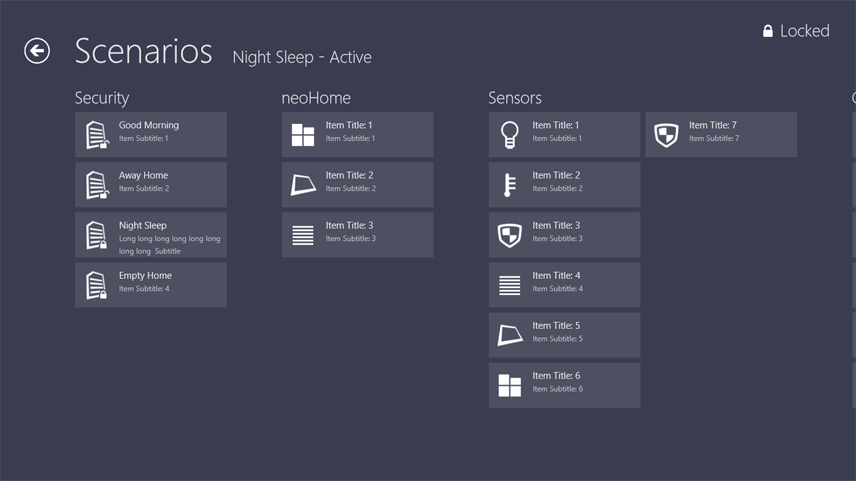 Locked
Scenarios Night Sleep - Active
Security
Good Morning
Item Subtitle: 1
Away Home
Item Subtitle: 2
Night Sleep
Long long long long long long
long long  Subtitle
Empty Home
Item Subtitle: 4
neoHome
Item Title: 1
Item Subtitle: 1
Item Title: 2
Item Subtitle: 2
Item Title: 3
Item Subtitle: 3
Sensors
Item Title: 1
Item Subtitle: 1
Item Title: 2
Item Subtitle: 2
Item Title: 3
Item Subtitle: 3
Item Title: 4
Item Subtitle: 4
Item Title: 5
Item Subtitle: 5
Item Title: 6
Item Subtitle: 6
Item Title: 7
Item Subtitle: 7